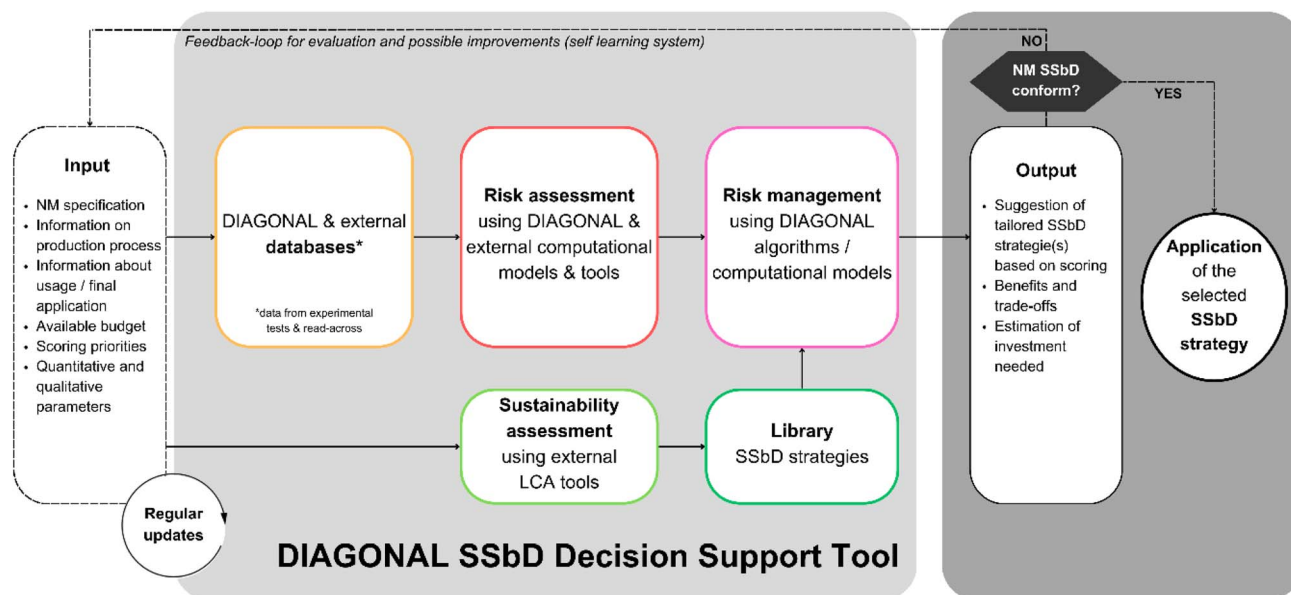 Feedback-loop for evaluation and possible improvements (self learning system)
NO
NM SSbD
conform?
YES
Input
• NM specification
• Information on
production process
• Information about
usage / final
application
• Available budget
• Scoring priorities
• Quantitative and
qualitative
parameters
Regular
updates
DIAGONAL & external
databases*
*data from experimental
tests & read-across
Risk assessment
using DIAGONAL &
external computational
models & tools
Risk management
using DIAGONAL
algorithms /
computational models
Sustainability
assessment
using external
LCA tools
Library
SSbD strategies
Output
• Suggestion of
tailored SSbD
strategie(s)
based on scoring
• Benefits and
trade-offs
• Estimation of
investment
needed
Application
of the
selected
SSbD
strategy
DIAGONAL SSbD Decision Support Tool